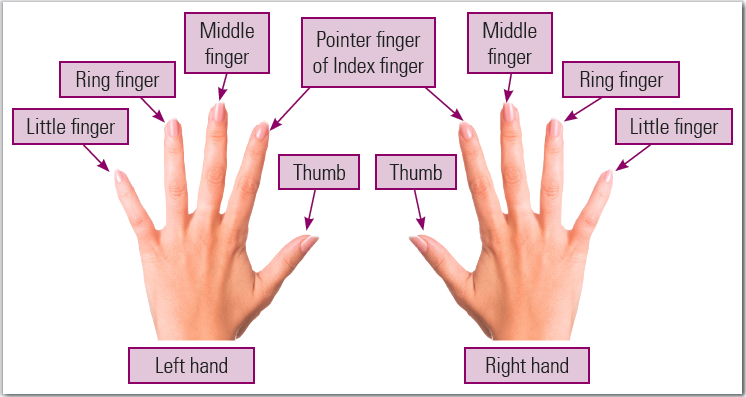 Middle
finger
Pointer finger
of Index finger
Middle
finger
Ring finger
Ring finger
Little finger
Little finger
Thumb
Thumb
Left hand
Right hand